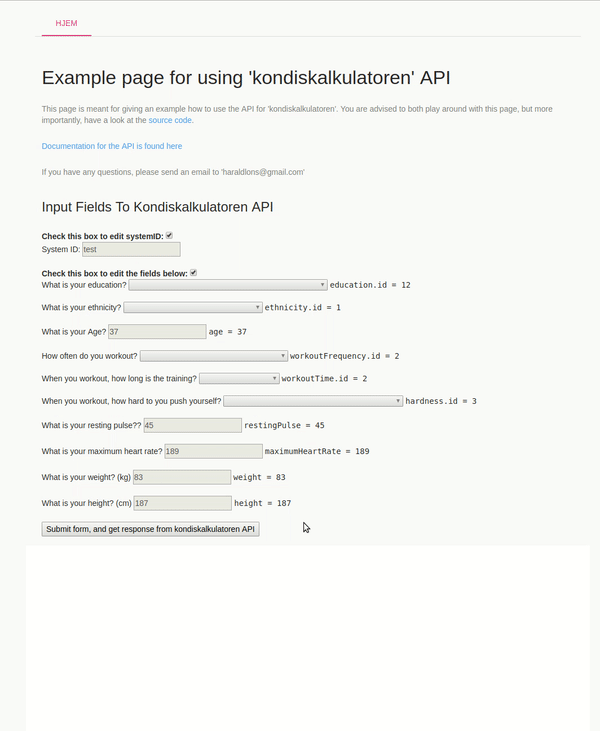 HJEM
Example page for using 'kondiskalkulatoren' API
This page is meant for giving an example how to use the API for 'kondiskalkulatoren'. You are advised to both play around with this page, but more
importantly, have a look at the source code.
Documentation for the API is found here
If you have any questions, please send an email to 'haraldlons@gmail.com'
Input Fields To Kondiskalkulatoren API
Check this box to edit systemID:
System ID: test
Check this box to edit the fields below:
What is your education? education.id = 12
What is your ethnicity? ethnicity.id = 1
What is your Age? 37 age = 37
How often do you workout? workoutFrequency.id = 2
When you workout, how long is the training? workoutTime.id = 2
When you workout, how hard to you push yourself? hardness.id = 3
What is your resting pulse?? 45 restingPulse = 45
What is your maximum heart rate? 189 maximumHeartRate = 189
What is your weight? (kg) 83 weight = 83
What is your height? (cm) 187 height = 187
Submit form, and get response from kondiskalkulatoren API